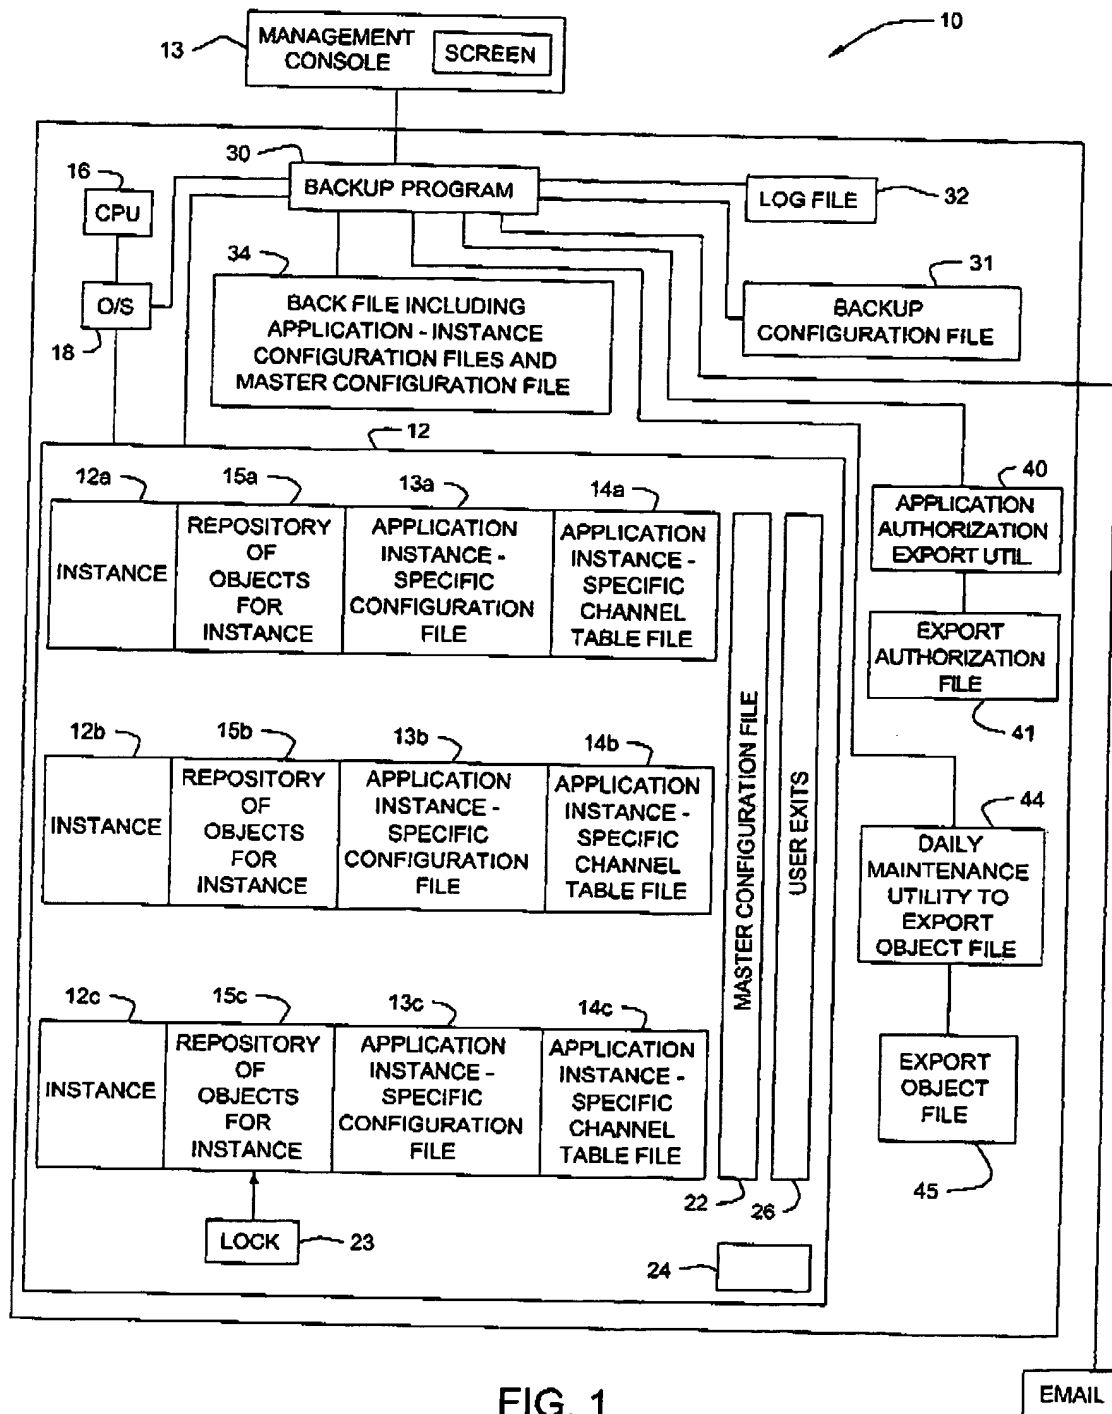 10
13
MANAGEMENT
CONSOLE
SCREEN
30
BACKUP PROGRAM
16
CPU
LOG FILE
32
34
BACK FILE INCLUDING
APPLICATION - INSTANCE
CONFIGURATION FILES AND
MASTER CONFIGURATION FILE
31
BACKUP
CONFIGURATION FILE
O/S
18
12
12a
15a
13a
14a
INSTANCE
REPOSITORY
OF
OBJECTS
FOR
INSTANCE
APPLICATION
INSTANCE -
SPECIFIC
CONFIGURATION
FILE
APPLICATION
INSTANCE -
SPECIFIC
CHANNEL
TABLE FILE
40
APPLICATION
AUTHORIZATION
EXPORT UTIL.
EXPORT
AUTHORIZATION
FILE
41
12b
15b
13b
14b
INSTANCE
REPOSITORY
OF
OBJECTS
FOR
INSTANCE
APPLICATION
INSTANCE -
SPECIFIC
CONFIGURATION
FILE
APPLICATION
INSTANCE -
SPECIFIC
CHANNEL
TABLE FILE
MASTER CONFIGURATION FILE
USER EXITS
44
DAILY
MAINTENANCE
UTILITY TO
EXPORT
OBJECT FILE
12c
15c
13c
14c
INSTANCE
REPOSITORY
OF
OBJECTS
FOR
INSTANCE
APPLICATION
INSTANCE -
SPECIFIC
CONFIGURATION
FILE
APPLICATION
INSTANCE -
SPECIFIC
CHANNEL
TABLE FILE
EXPORT
OBJECT
FILE
45
22
26
LOCK
23
24
EMAIL
FIG. 1